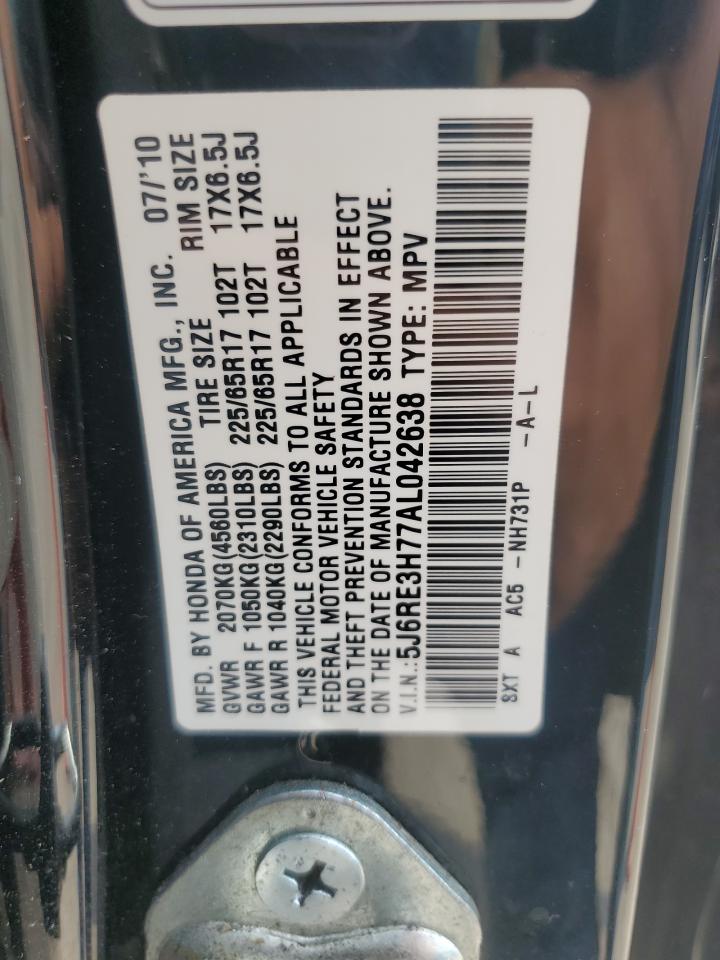 MFD. BY HONDA OF AMERICA MFG., INC. 07/'10
TIRE SIZE RIM SIZE
GVWR 2070KG(4560LBS)
GAWR F 1050KG(2310LBS) 225/65R17 102T 17X6.5J
GAWR R 1040KG(2290LBS) 225/65R17 102T 17X6.5J
THIS VEHICLE CONFORMS TO ALL APPLICABLE
FEDERAL MOTOR VEHICLE SAFETY
AND THEFT PREVENTION STANDARDS IN EFFECT
ON THE DATE OF MANUFACTURE SHOWN ABOVE.
V.I.N.:5J6RE3H77AL042638 TYPE: MPV
SXT A AC5 -NH731P -A-L